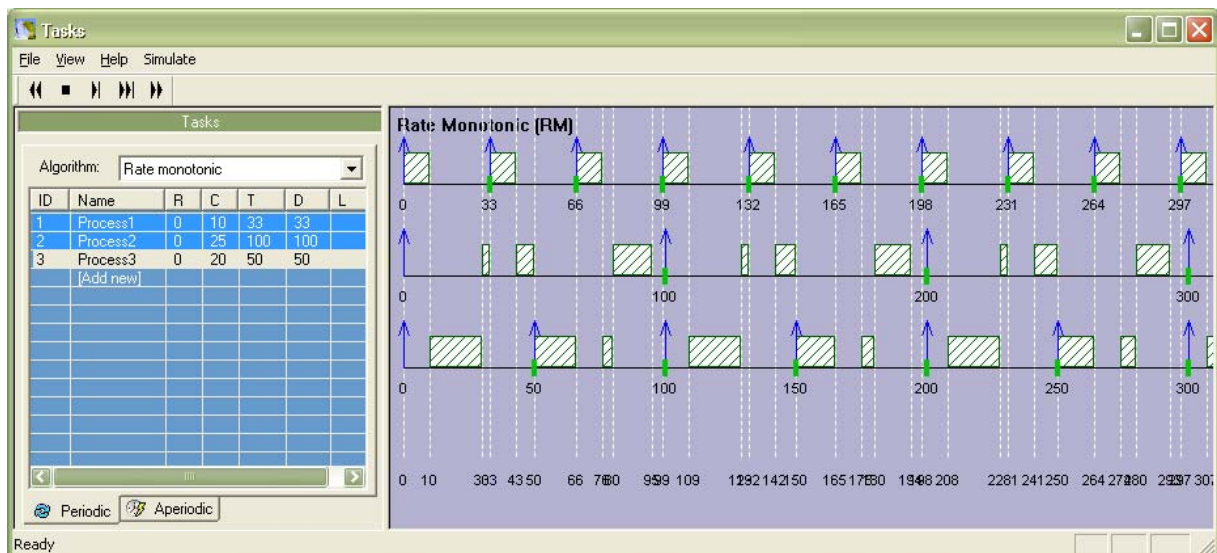 Tasks
File View Help Simulate
Tasks
Algorithm: Rate monotonic
ID Name R C T D L
1 Process1 0 10 33 33
2 Process2 0 25 100 100
3 Process3 0 20 50 50
[Add new]
Periodic Aperiodic
Ready
Rate Monotonic (RM)
0 33 66 99 132 165 198 231 264 297
0 100 200 300
0 50 100 150 200 250 300
0 10 43 50 66 109 165 208 241 250 264